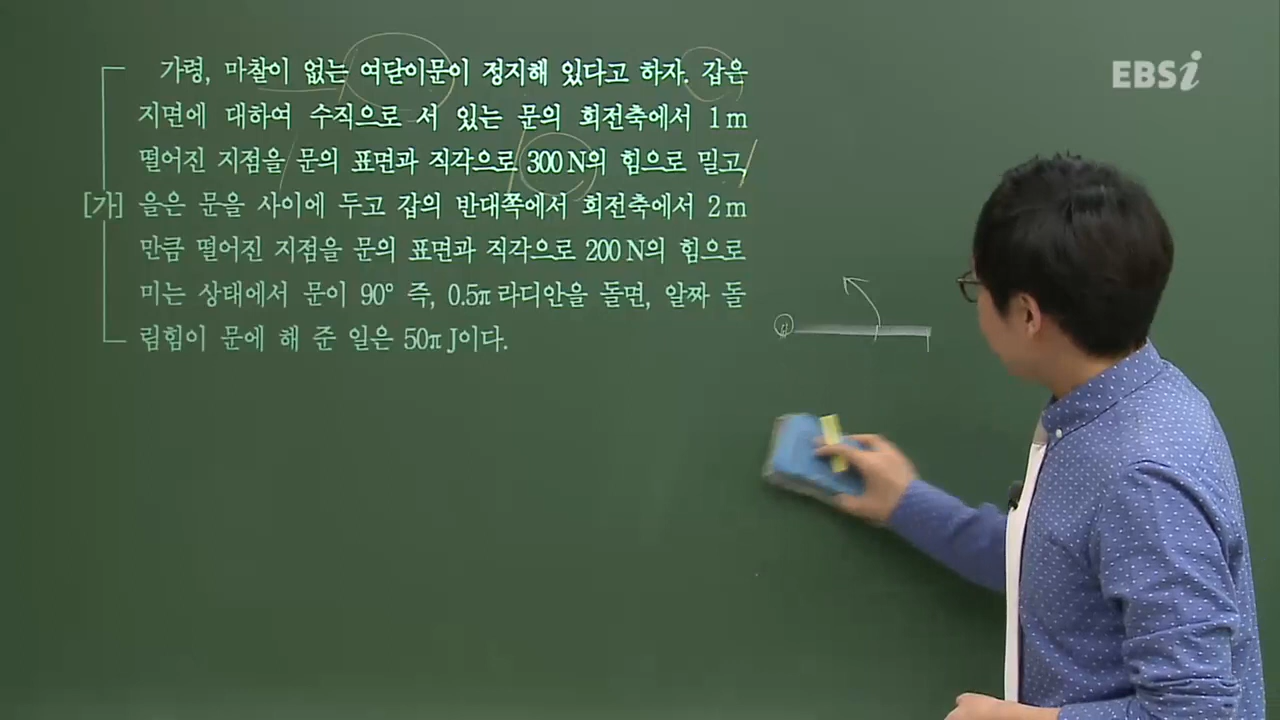 가령, 마찰이 없는 여닫이문이 정지해 있다고 하자. 갑은
지면에 대하여 수직으로 서 있는 문의 회전축에서 1 m
떨어진 지점을 문의 표면과 직각으로 300 N의 힘으로 밀고,
[가] 을은 문을 사이에 두고 갑의 반대쪽에서 회전축에서 2 m
만큼 떨어진 지점을 문의 표면과 직각으로 200 N의 힘으로
미는 상태에서 문이 90° 즉, 0.5π 라디안을 돌면, 알짜 돌
림힘이 문에 해 준 일은 50π J이다.
EBSi